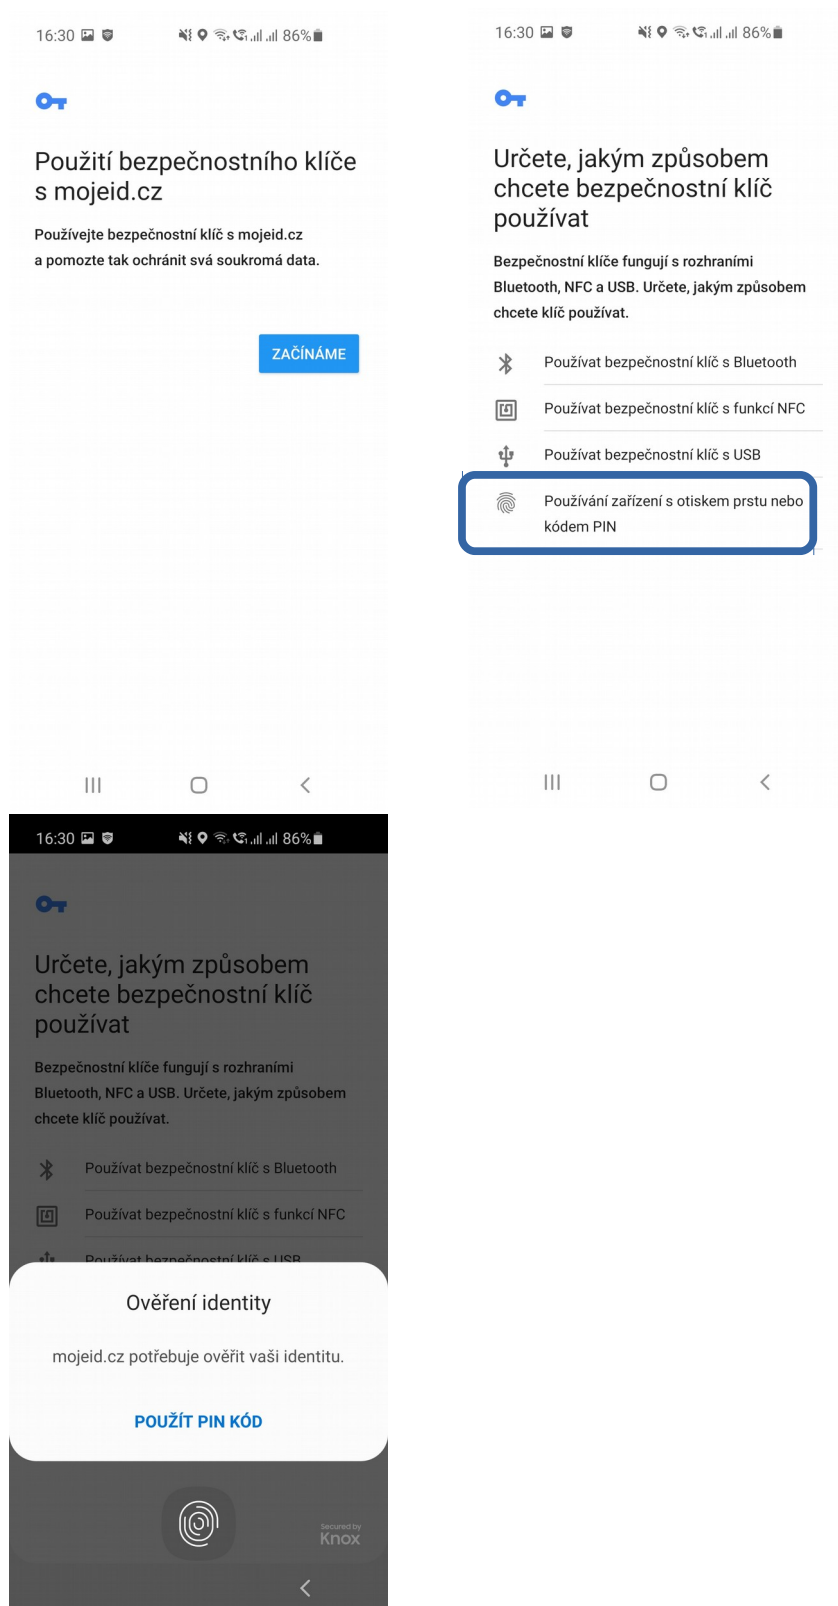 16:30 86%
Použití bezpečnostního klíče
s mojeid.cz
Používejte bezpečnostní klíč s mojeid.cz
a pomozte tak ochránit svá soukromá data.
ZAČÍNÁME
16:30 86%
Určete, jakým způsobem
chcete bezpečnostní klíč
používat
Bezpečnostní klíče fungují s rozhraními
Bluetooth, NFC a USB. Určete, jakým způsobem
chcete klíč používat.
Používat bezpečnostní klíč s Bluetooth
Používat bezpečnostní klíč s funkcí NFC
Používat bezpečnostní klíč s USB
Používání zařízení s otiskem prstu nebo
kódem PIN
16:30 86%
Určete, jakým způsobem
chcete bezpečnostní klíč
používat
Bezpečnostní klíče fungují s rozhraními
Bluetooth, NFC a USB. Určete, jakým způsobem
chcete klíč používat.
Používat bezpečnostní klíč s Bluetooth
Používat bezpečnostní klíč s funkcí NFC
Používat bezpečnostní klíč s USB
Ověření identity
mojeid.cz potřebuje ověřit vaši identitu.
POUŽÍT PIN KÓD
Secured by
Knox